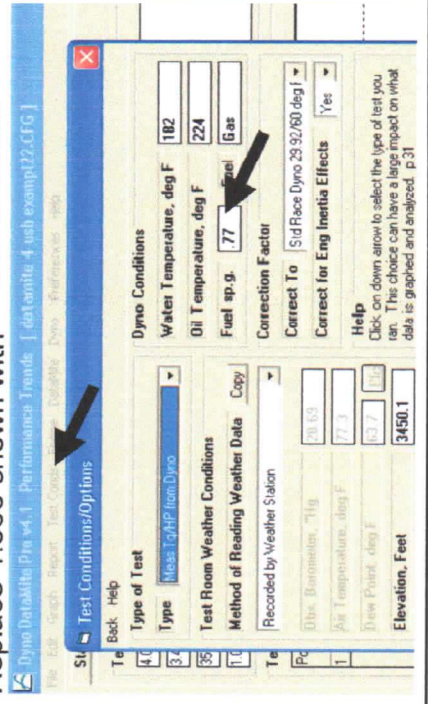 Dyno DataMite Pro v4.1 Performance Trends [ datamite 4 usb exampl22.CFG ]
File Edit Graph Report Test Cond DataMite Dyno Preferences Help
Test Conditions/Options
Back Help
Type of Test
Type Meas Tq/HP from Dyno
Test Room Weather Conditions
Method of Reading Weather Data Copy
Recorded by Weather Station
Obs. Barometer, "Hg 28.69
Air Temperature, deg F 77.3
Dew Point, deg F 63.7
Elevation, Feet 3450.1
Dyno Conditions
Water Temperature, deg F 182
Oil Temperature, deg F 224
Fuel sp.g. .77 Fuel Gas
Correction Factor
Correct To Std Race Dyno 29.92/60 deg
Correct for Eng Inertia Effects Yes
Help
Click on down arrow to select the type of test you
ran. This choice can have a large impact on what
data is graphed and analyzed. p 31